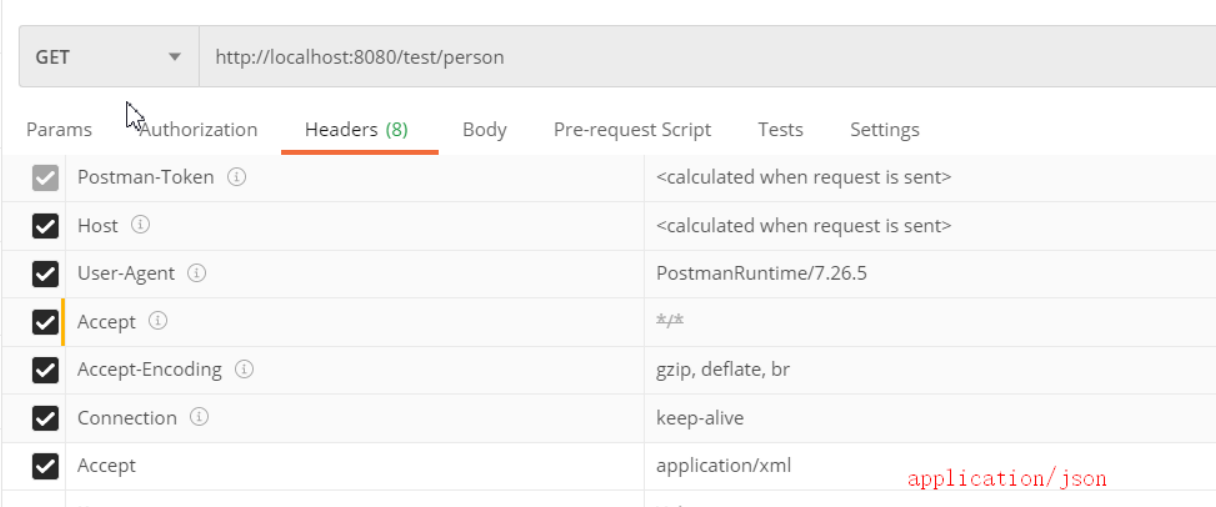 GET http://localhost:8080/test/person
Params Authorization Headers (8) Body Pre-request Script Tests Settings
Postman-Token <calculated when request is sent>
Host <calculated when request is sent>
User-Agent PostmanRuntime/7.26.5
Accept */*
Accept-Encoding gzip, deflate, br
Connection keep-alive
Accept application/xml
application/json